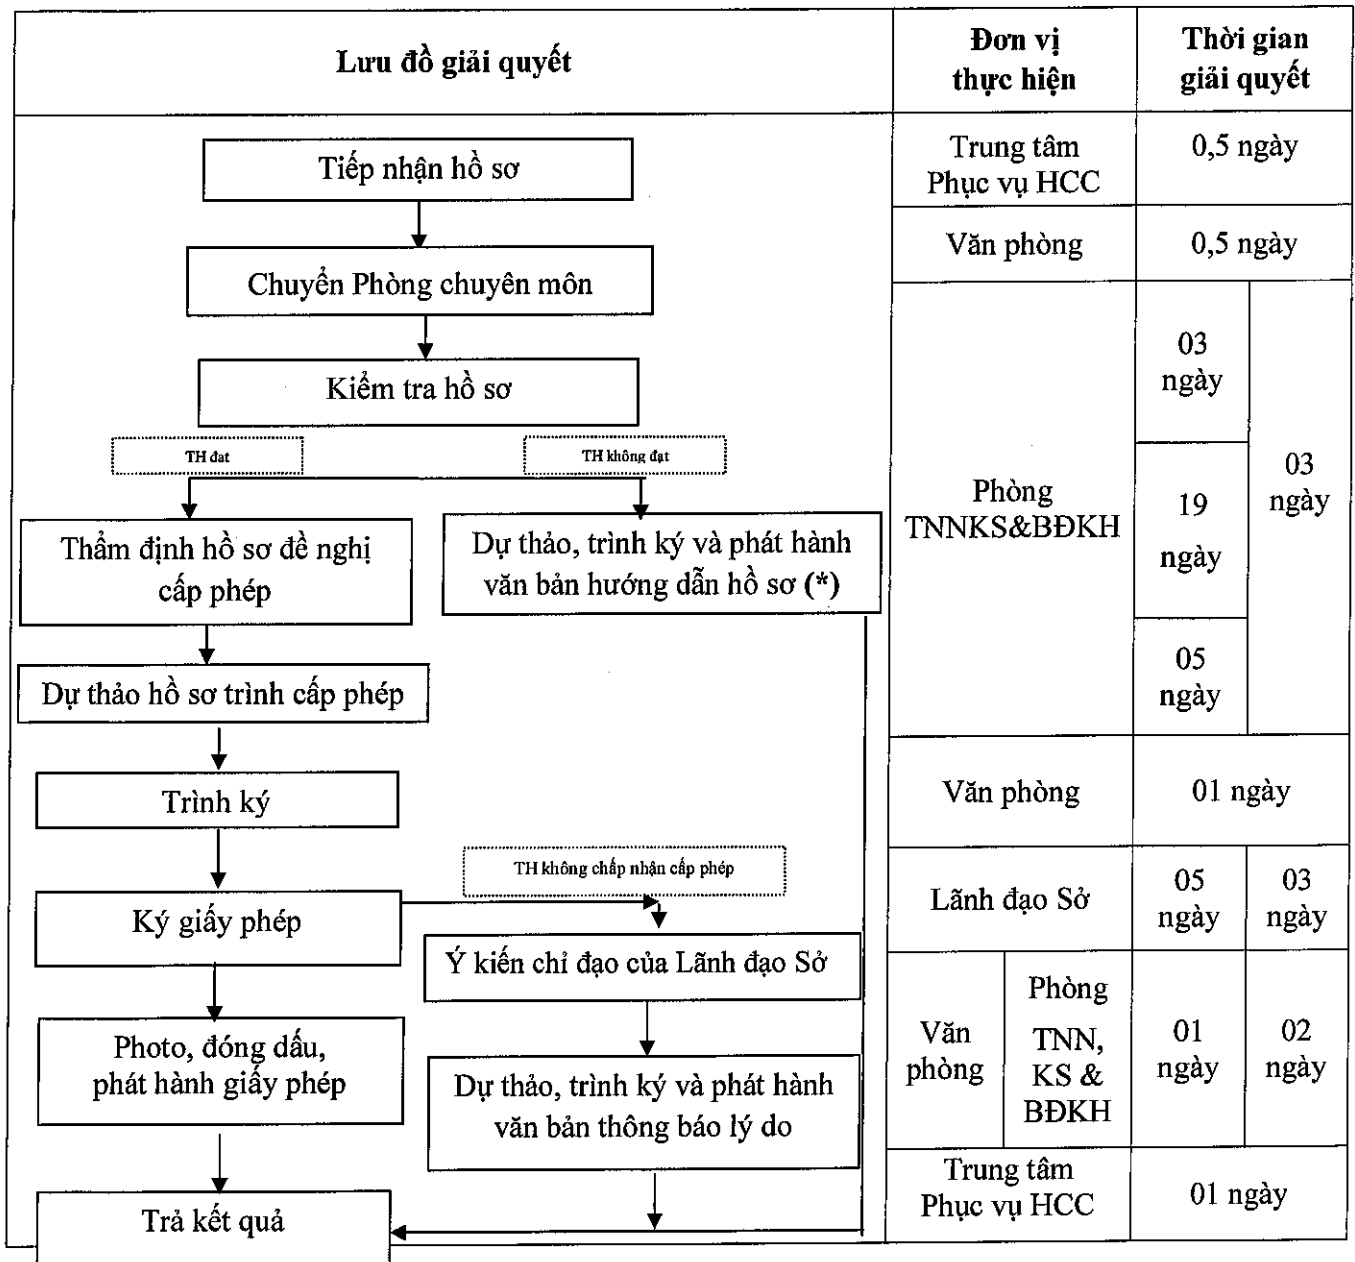 Lưu đồ giải quyết
Đơn vị
thực hiện
Thời gian
giải quyết
Tiếp nhận hồ sơ
Trung tâm
Phục vụ HCC
0,5 ngày
Chuyển Phòng chuyên môn
Văn phòng
0,5 ngày
Kiểm tra hồ sơ
TH đat
TH không đạt
Thẩm định hồ sơ đề nghị
cấp phép
Dự thảo, trình ký và phát hành
văn bản hướng dẫn hồ sơ (*)
Dự thảo hồ sơ trình cấp phép
Phòng
TNNKS&BĐKH
03
ngày
19
ngày
05
ngày
03
ngày
Trình ký
Văn phòng
01 ngày
TH không chấp nhận cấp phép
Ký giấy phép
Ý kiến chỉ đạo của Lãnh đạo Sở
Lãnh đạo Sở
05
ngày
03
ngày
Photo, đóng dấu,
phát hành giấy phép
Dự thảo, trình ký và phát hành
văn bản thông báo lý do
Văn
phòng
Phòng
TNN,
KS &
BĐKH
01
ngày
02
ngày
Trả kết quả
Trung tâm
Phục vụ HCC
01 ngày